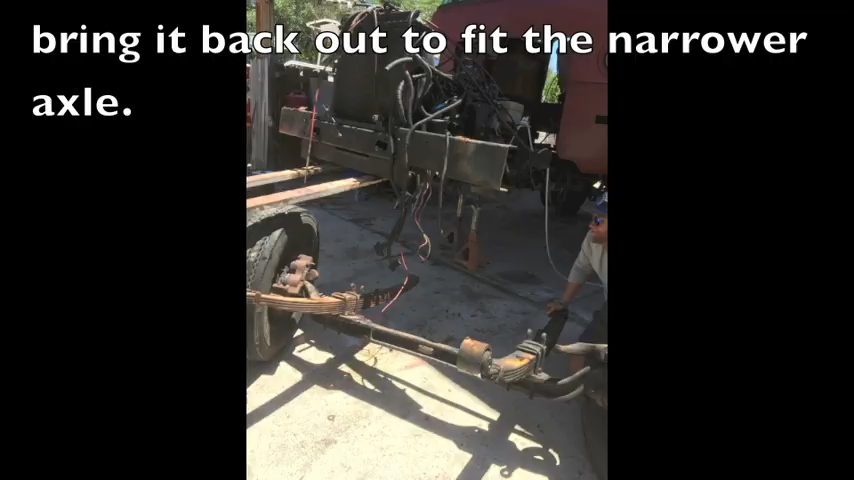 bring it back out to fit the narrower
axle.